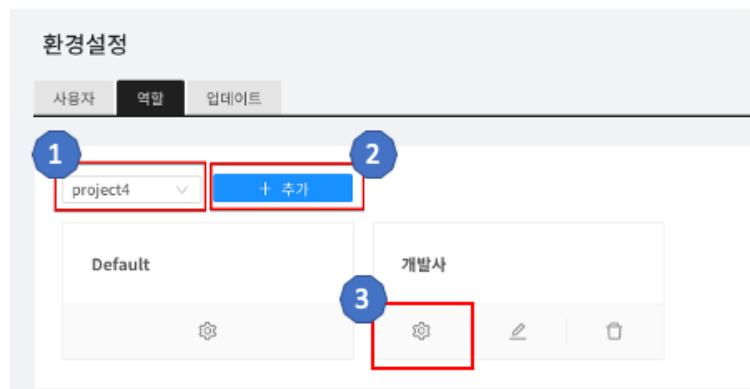 환경설정
사용자 역할 업데이트
1 2
project4 + 추가
Default 개발사
3